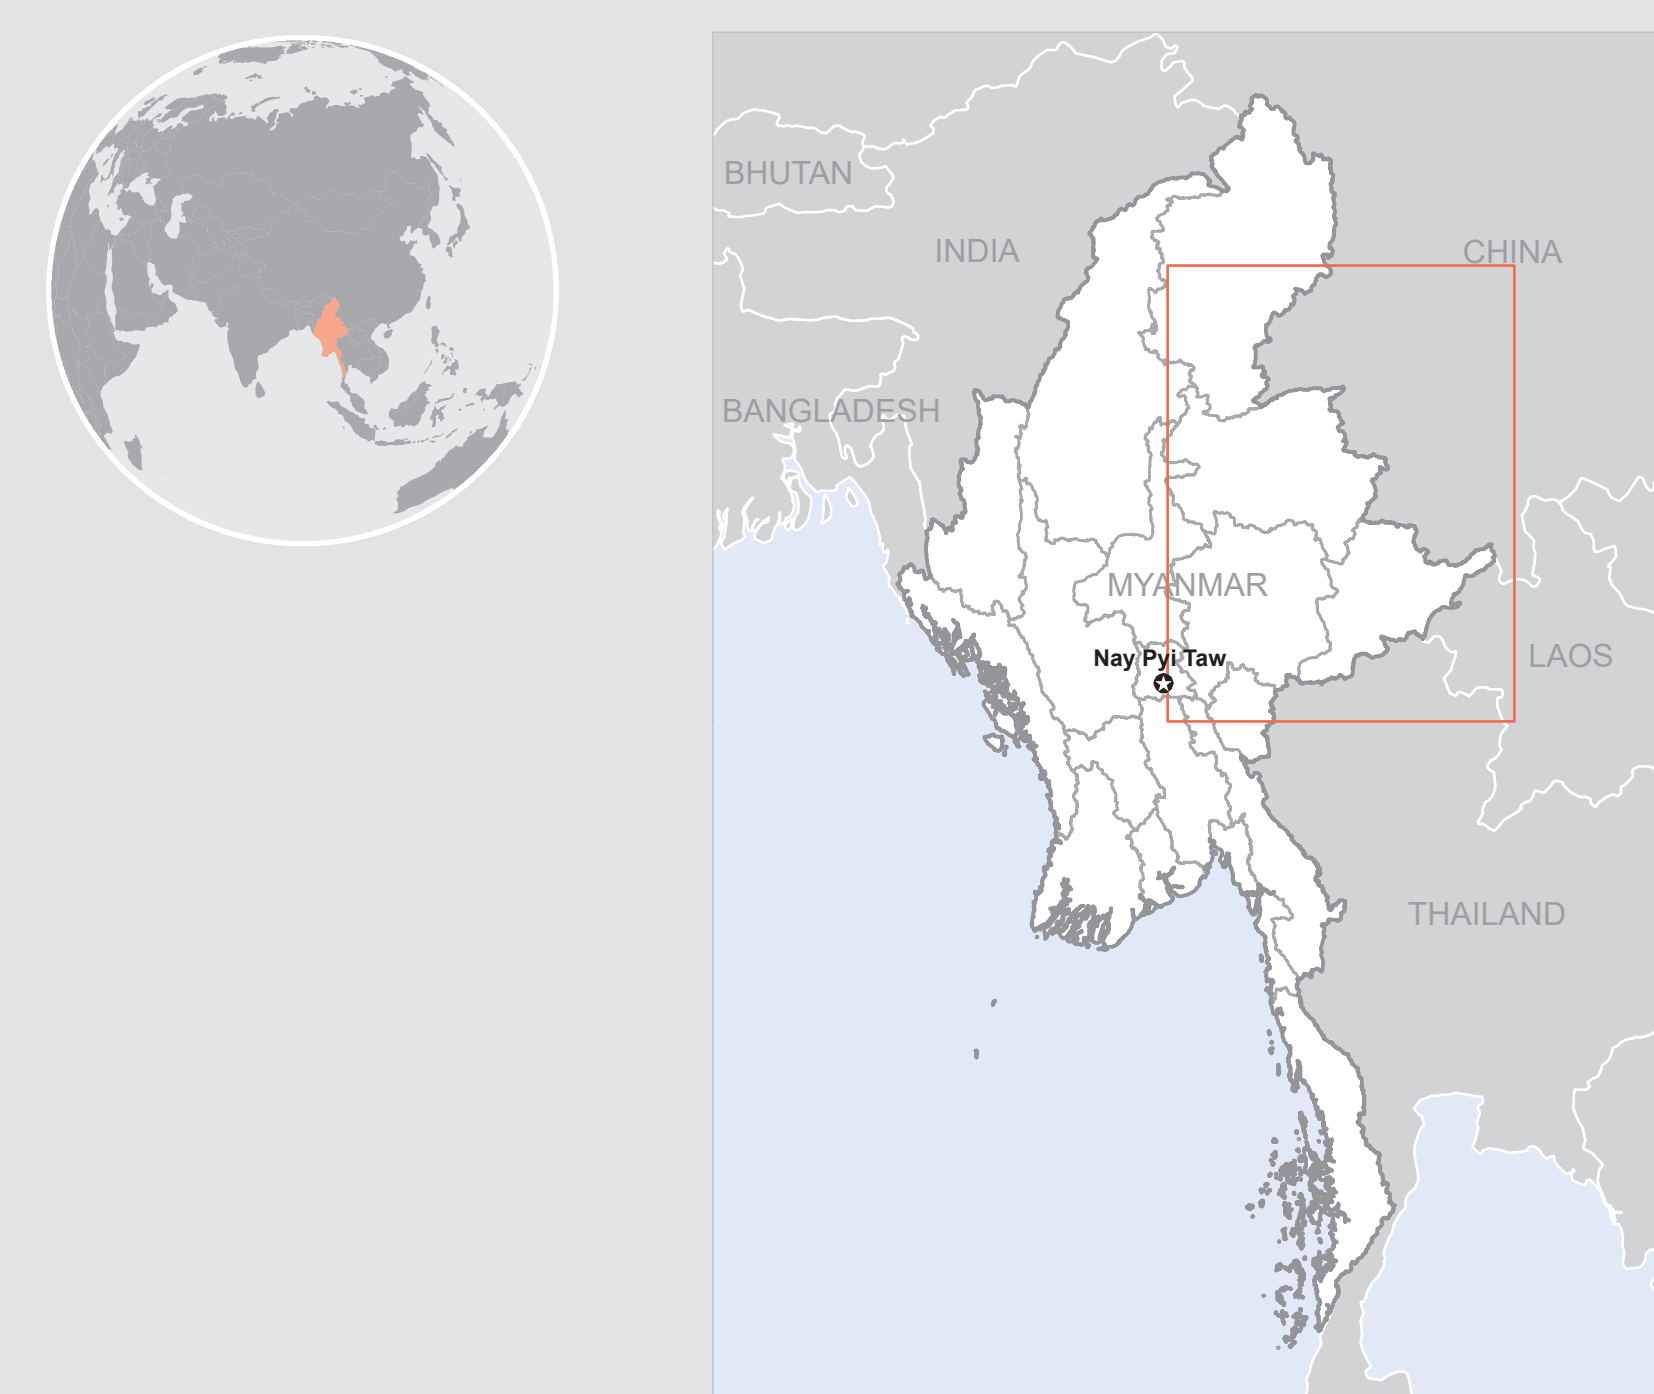 BHUTAN
INDIA
CHINA
BANGLADESH
MYANMAR
Nay Pyi Taw
LAOS
THAILAND